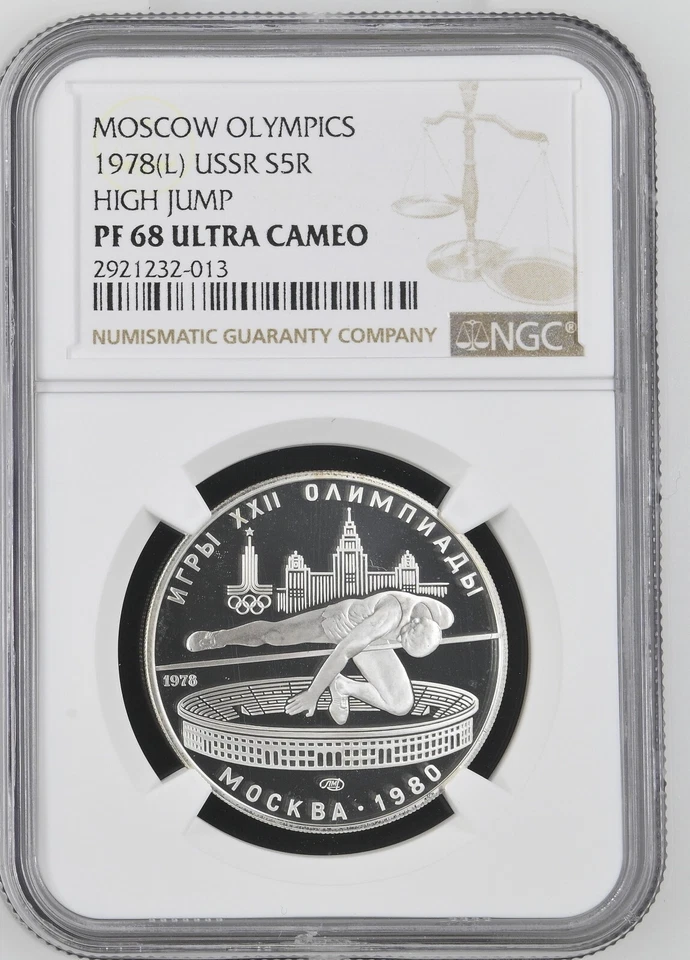 MOSCOW OLYMPICS
1978(L) USSR S5R
HIGH JUMP
PF 68 ULTRA CAMEO
2921232-013
NUMISMATIC GUARANTY COMPANY
NGC®
ИГРЫ XXII ОЛИМПИАДЫ
1978
ЛМД
МОСКВА · 1980